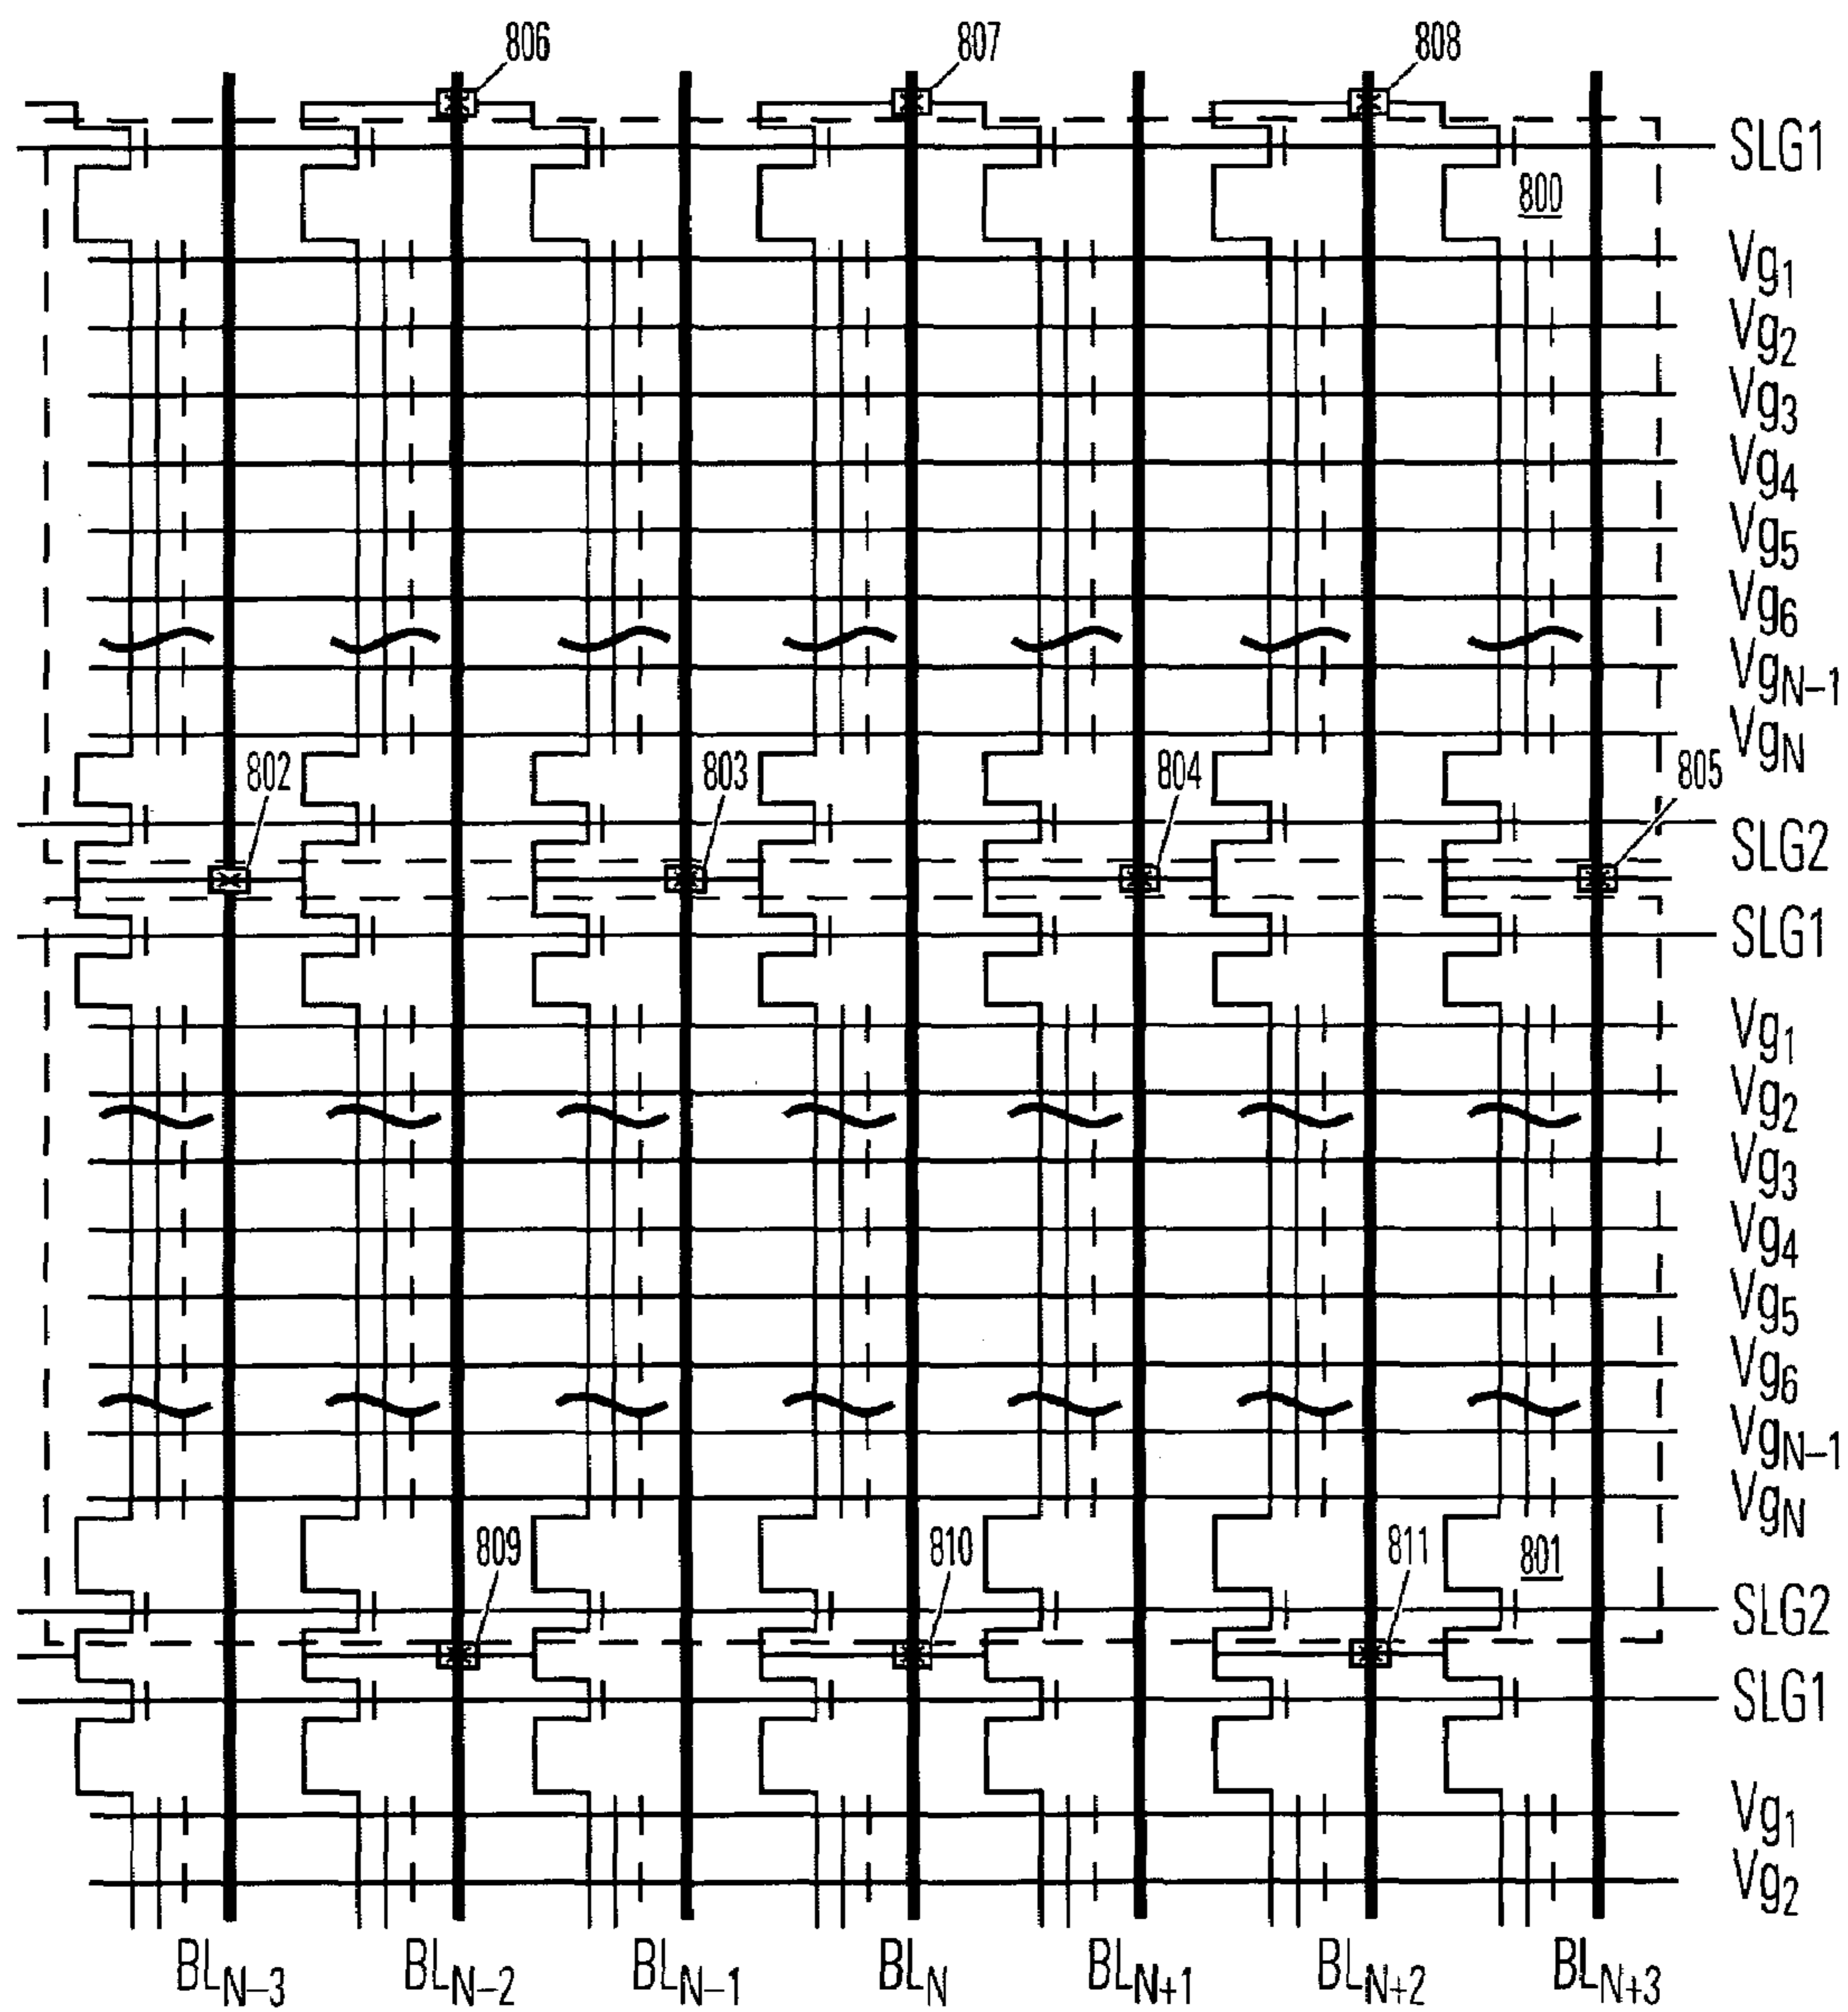 806 807 808
SLG1
800
Vg1
Vg2
Vg3
Vg4
Vg5
Vg6
VgN-1
VgN
802 803 804 805
SLG2
SLG1
Vg1
Vg2
Vg3
Vg4
Vg5
Vg6
VgN-1
VgN
809 810 811 801
SLG2
SLG1
Vg1
Vg2
BLN-3 BLN-2 BLN-1 BLN BLN+1 BLN+2 BLN+3